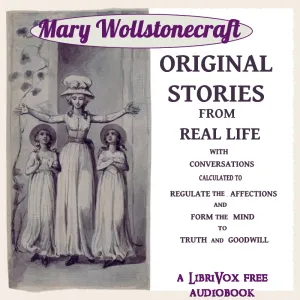 Mary Wollstonecraft
ORIGINAL
STORIES
FROM
REAL LIFE
WITH
CONVERSATIONS
CALCULATED TO
REGULATE THE AFFECTIONS
AND
FORM THE MIND
TO
TRUTH AND GOODWILL
A LIBRIVOX FREE
AUDIOBOOK